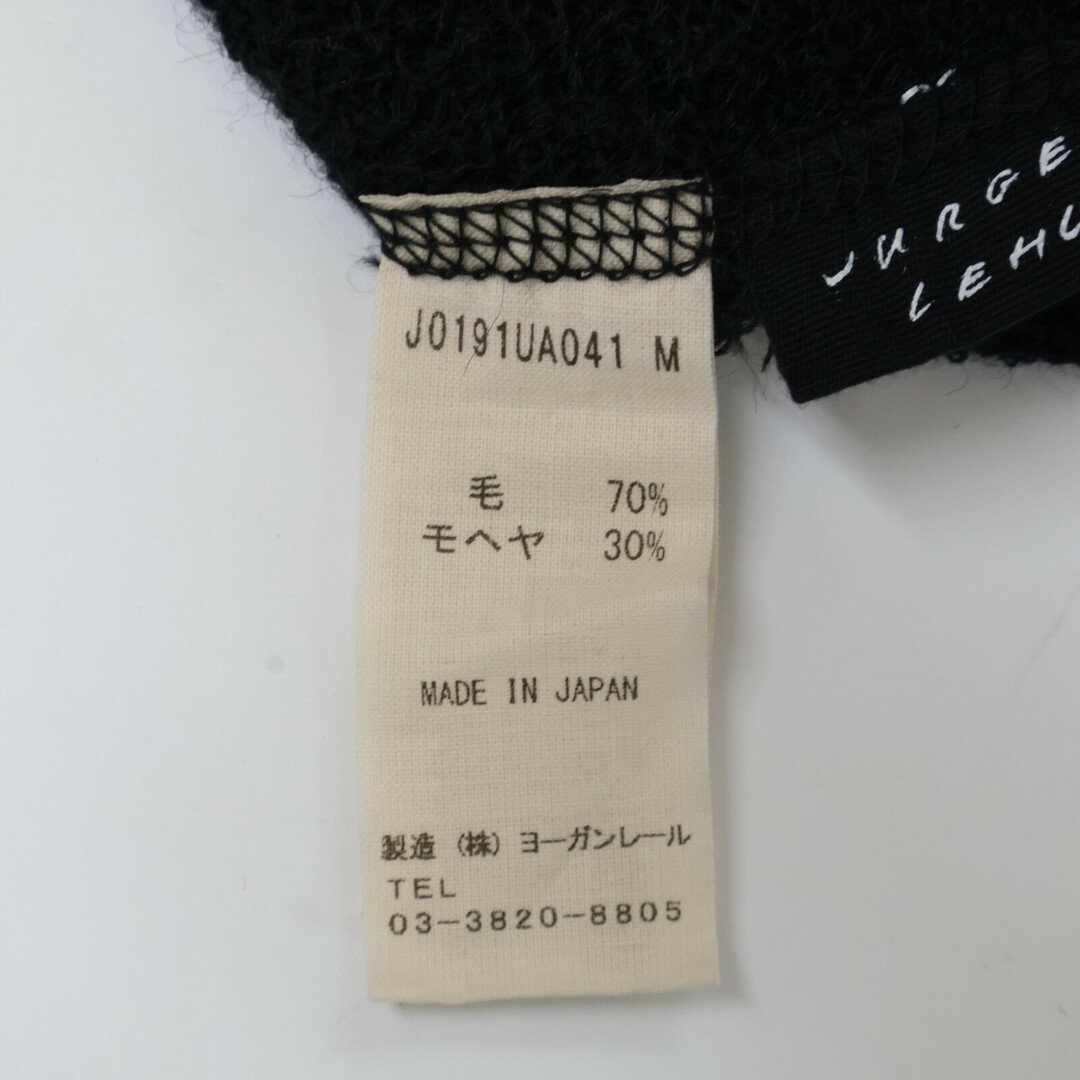 JURGE
LEHL
J0191UA041 M
毛 70%
モヘヤ 30%
MADE IN JAPAN
製造 (株) ヨーガンレール
TEL
03-3820-8805